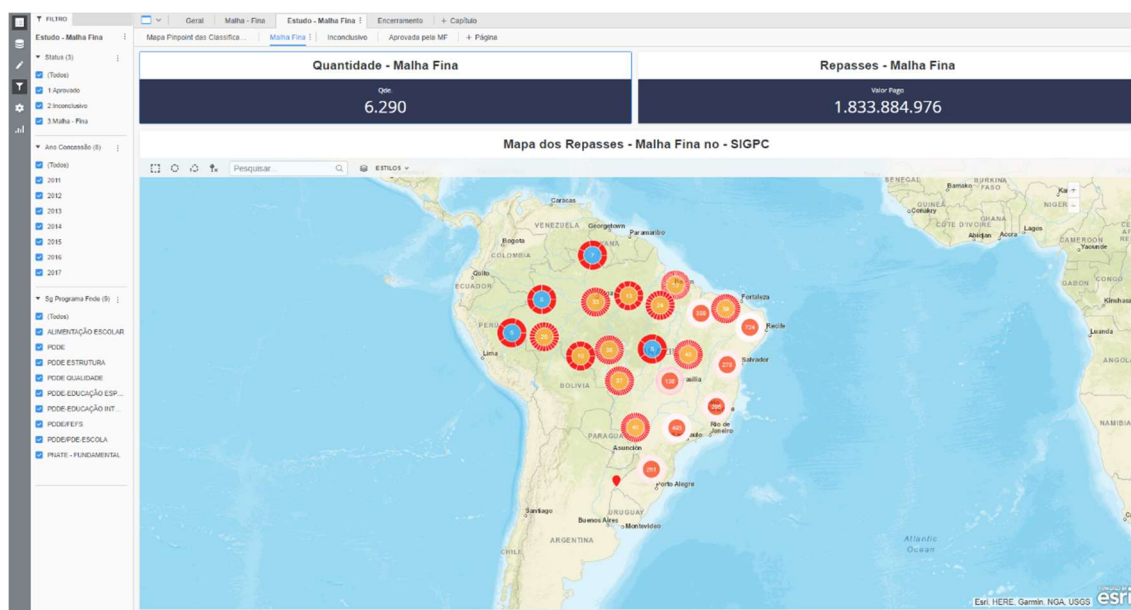 FILTRO
Geral
Malha - Fina
Estudo - Malha Fina
Encerramento
+ Capítulo
Estudo - Malha Fina
Mapa Pinpoint das Classifica...
Malha Fina
Inconclusivo
Aprovada pela MF
+ Página
Status (3)
(Todos)
1.Aprovado
2.Inconclusivo
3.Malha - Fina
Ano Concessão (8)
(Todos)
2011
2012
2013
2014
2015
2016
2017
Sg Programa Fnde (9)
(Todos)
ALIMENTAÇÃO ESCOLAR
PDDE
PDDE ESTRUTURA
PDDE QUALIDADE
PDDE-EDUCAÇÃO ESP...
PDDE-EDUCAÇÃO INT...
PDDE/FEFS
PDDE/PDE-ESCOLA
PNATE - FUNDAMENTAL
Quantidade - Malha Fina
Qde.
6.290
Repasses - Malha Fina
Valor Pago
1.833.884.976
Mapa dos Repasses - Malha Fina no - SIGPC
Pesquisar...
ESTILOS
Caracas
VENEZUELA
Georgetown
Paramaribo
Bogota
COLOMBIA
Quito
ECUADOR
Fortaleza
Recife
Lima
Salvador
BOLIVIA
Rio de
Janeiro
PARAGUA
Asunción
Porto Alegre
Santiago
URUGUAY
Buenos Aires
Montevideo
ARGENTINA
CHILE
SENEGAL
Bamako
BURKINA
FASO
GUINEA
Conakry
NIGER
GHANA
CÔTE D'IVOIRE
Abidjan
Accra
Lagos
CAMEROON
Yaounde
GABON
CONGO
Kinshasa
Luanda
ANGOLA
NAMIBIA
Atlantic
Ocean
Esri, HERE, Garmin, NGA, USGS
esri